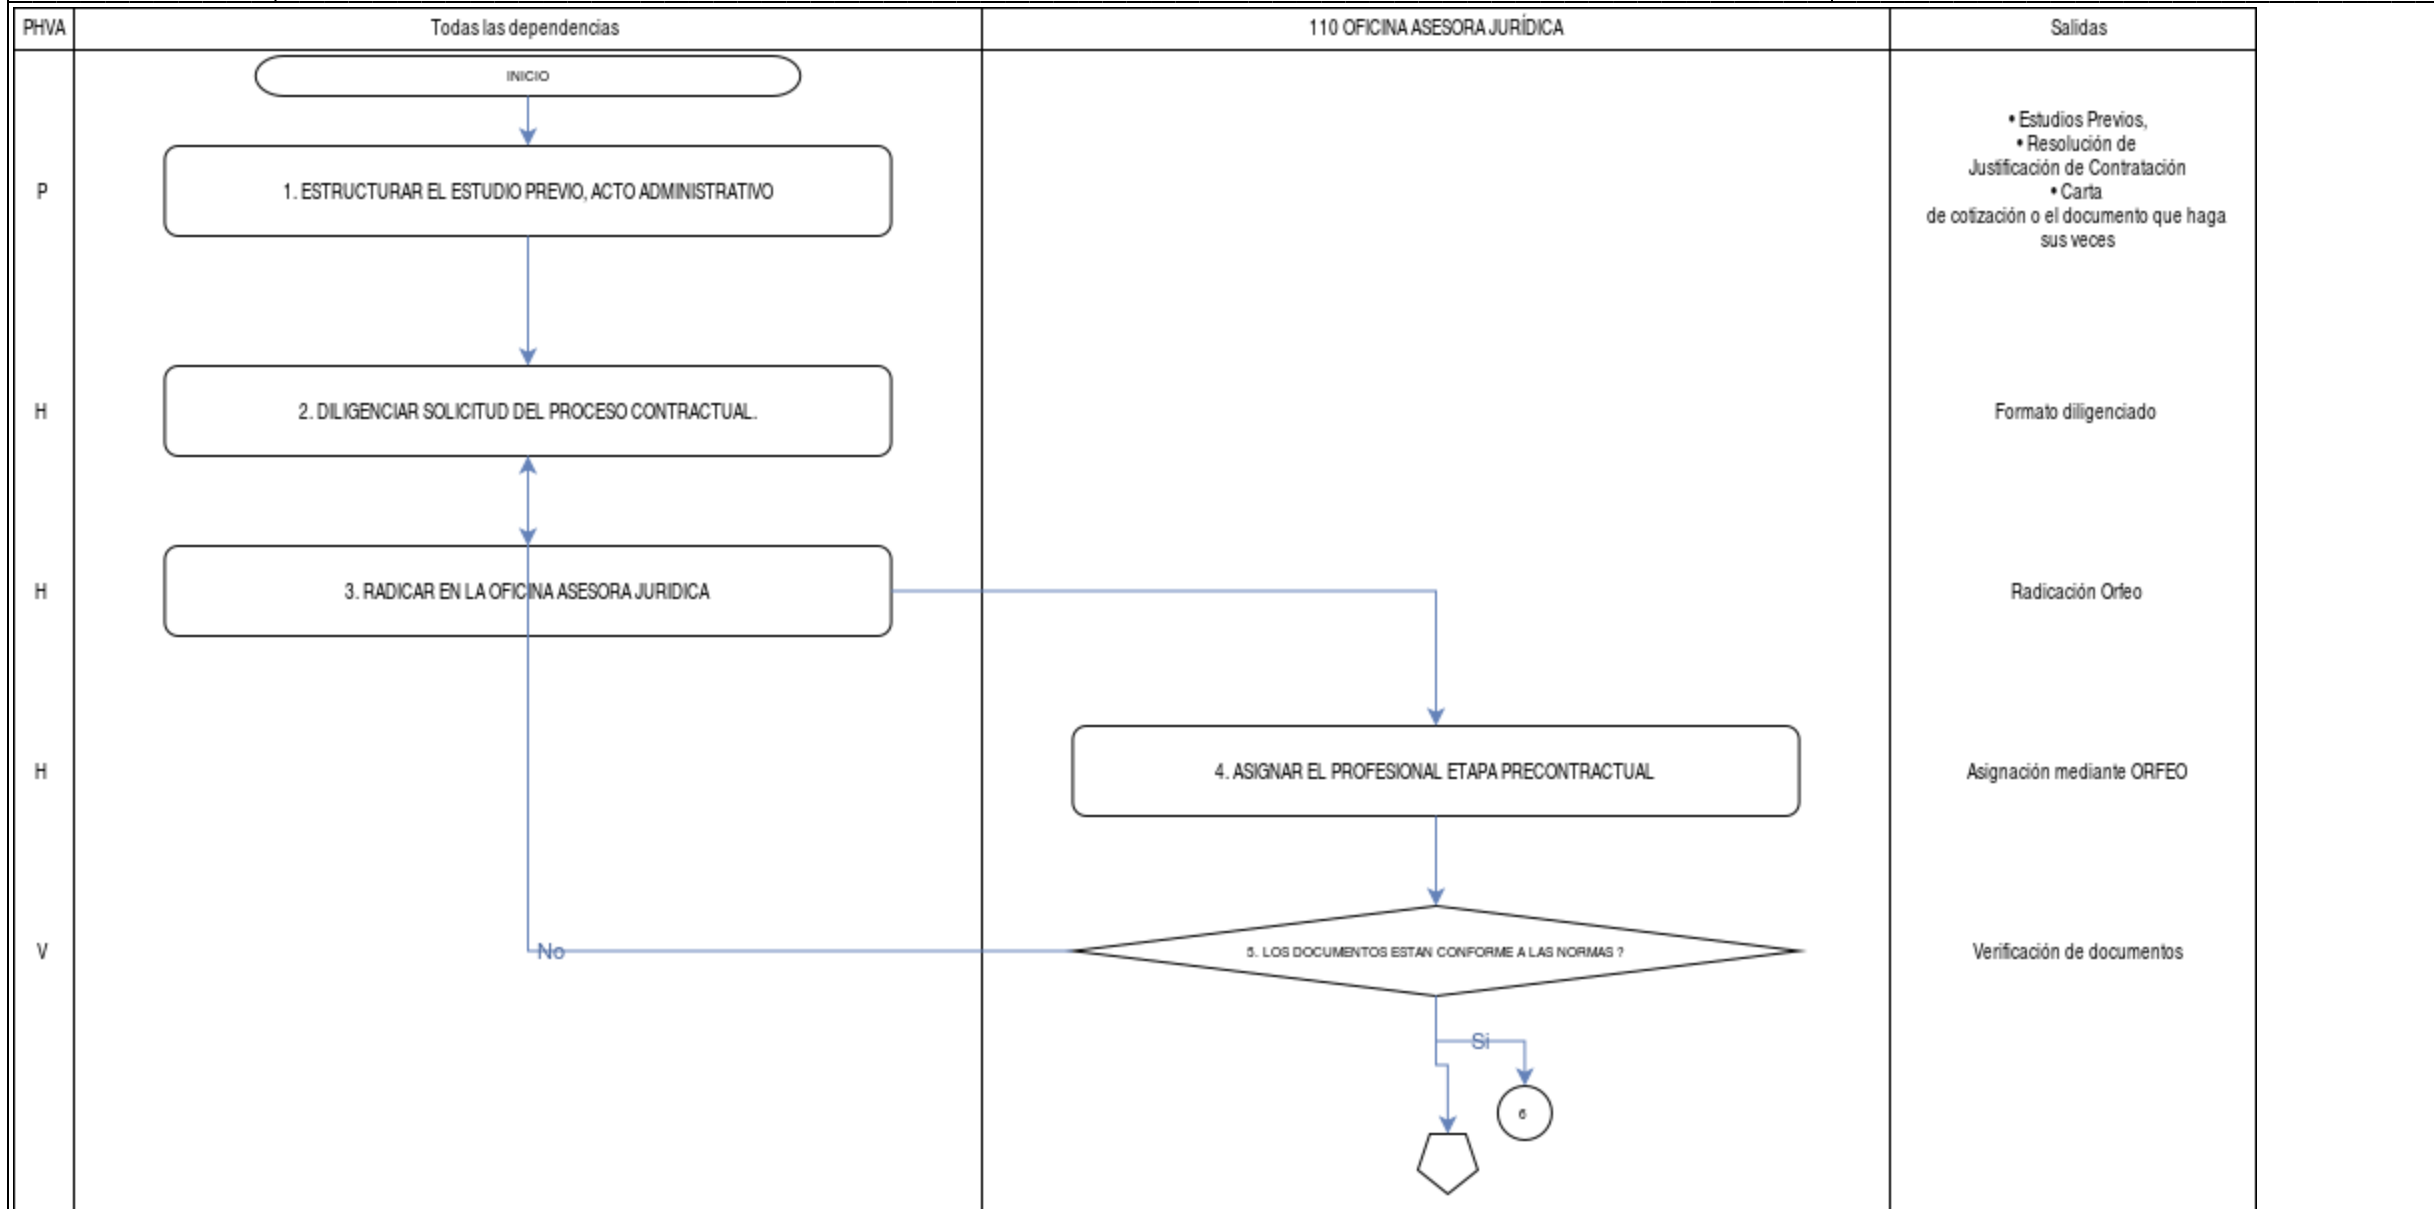 PHVA
Todas las dependencias
110 OFICINA ASESORA JURÍDICA
Salidas
INICIO
P
1. ESTRUCTURAR EL ESTUDIO PREVIO, ACTO ADMINISTRATIVO
• Estudios Previos,
• Resolución de
Justificación de Contratación
• Carta
de cotización o el documento que haga
sus veces
H
2. DILIGENCIAR SOLICITUD DEL PROCESO CONTRACTUAL.
Formato diligenciado
H
3. RADICAR EN LA OFICINA ASESORA JURIDICA
Radicación Orfeo
H
4. ASIGNAR EL PROFESIONAL ETAPA PRECONTRACTUAL
Asignación mediante ORFEO
V
No
5. LOS DOCUMENTOS ESTAN CONFORME A LAS NORMAS ?
Verificación de documentos
Si
6